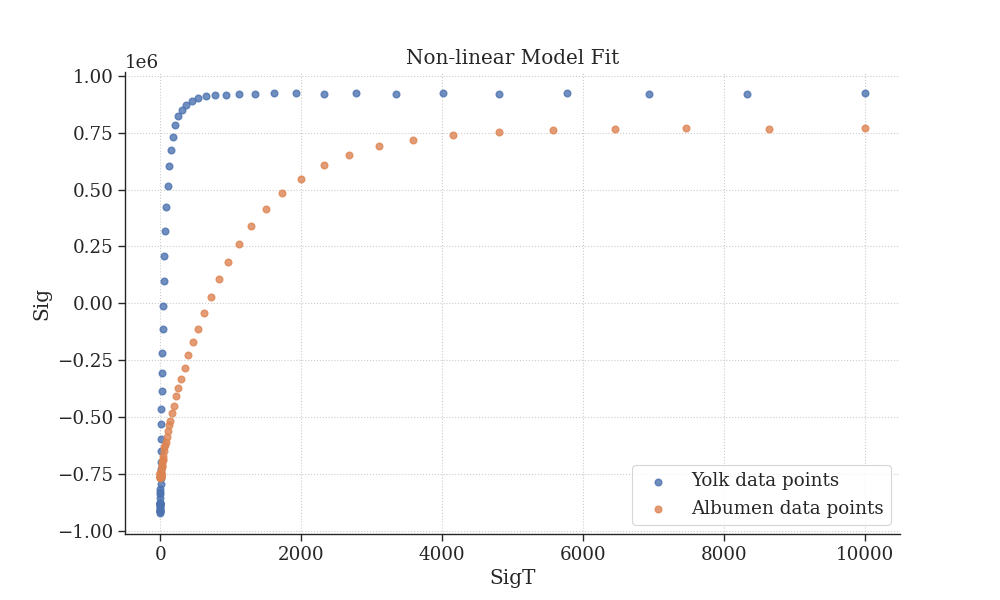 Non-linear Model Fit
1e6
1.00
0.75
0.50
0.25
0.00
−0.25
−0.50
−0.75
−1.00
Sig
Yolk data points
Albumen data points
0 2000 4000 6000 8000 10000
SigT